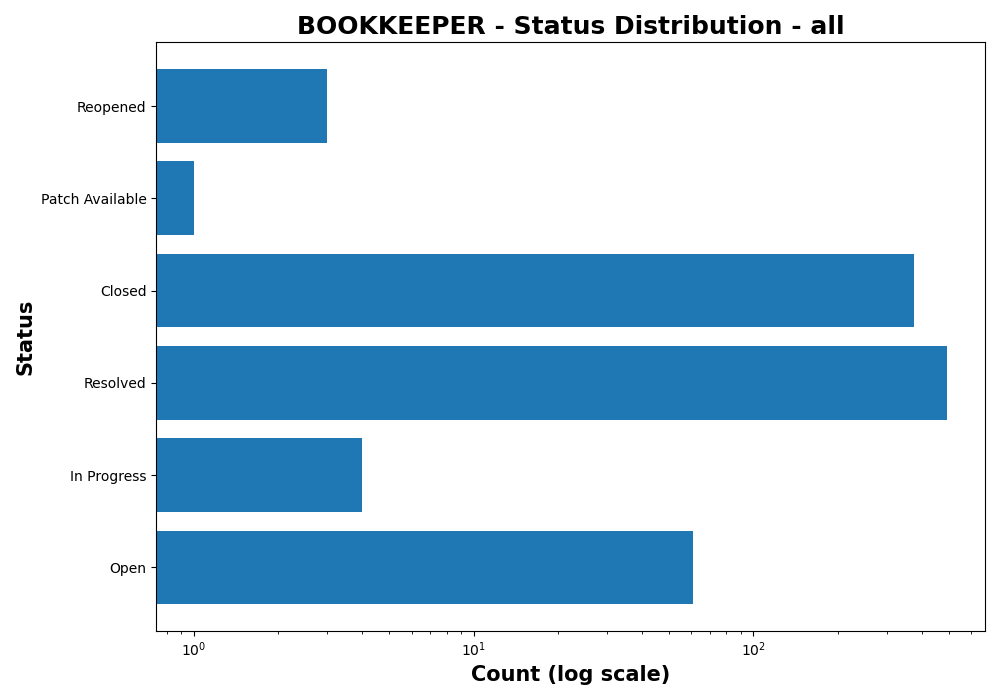 BOOKKEEPER - Status Distribution - all
Status
Reopened
Patch Available
Closed
Resolved
In Progress
Open
10⁰ 10¹ 10²
Count (log scale)